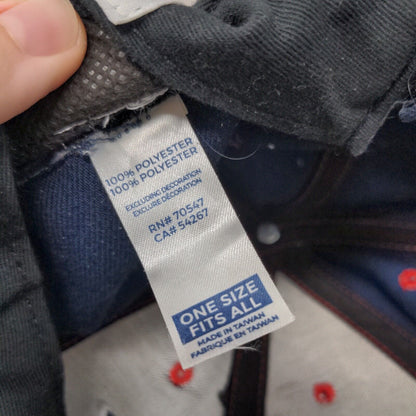 100% POLYESTER
100% POLYESTER
EXCLUDING DECORATION
EXCLURE DÉCORATION
RN# 70547
CA# 54267
ONE SIZE
FITS ALL
MADE IN TAIWAN
FABRIQUÉ EN TAIWAN